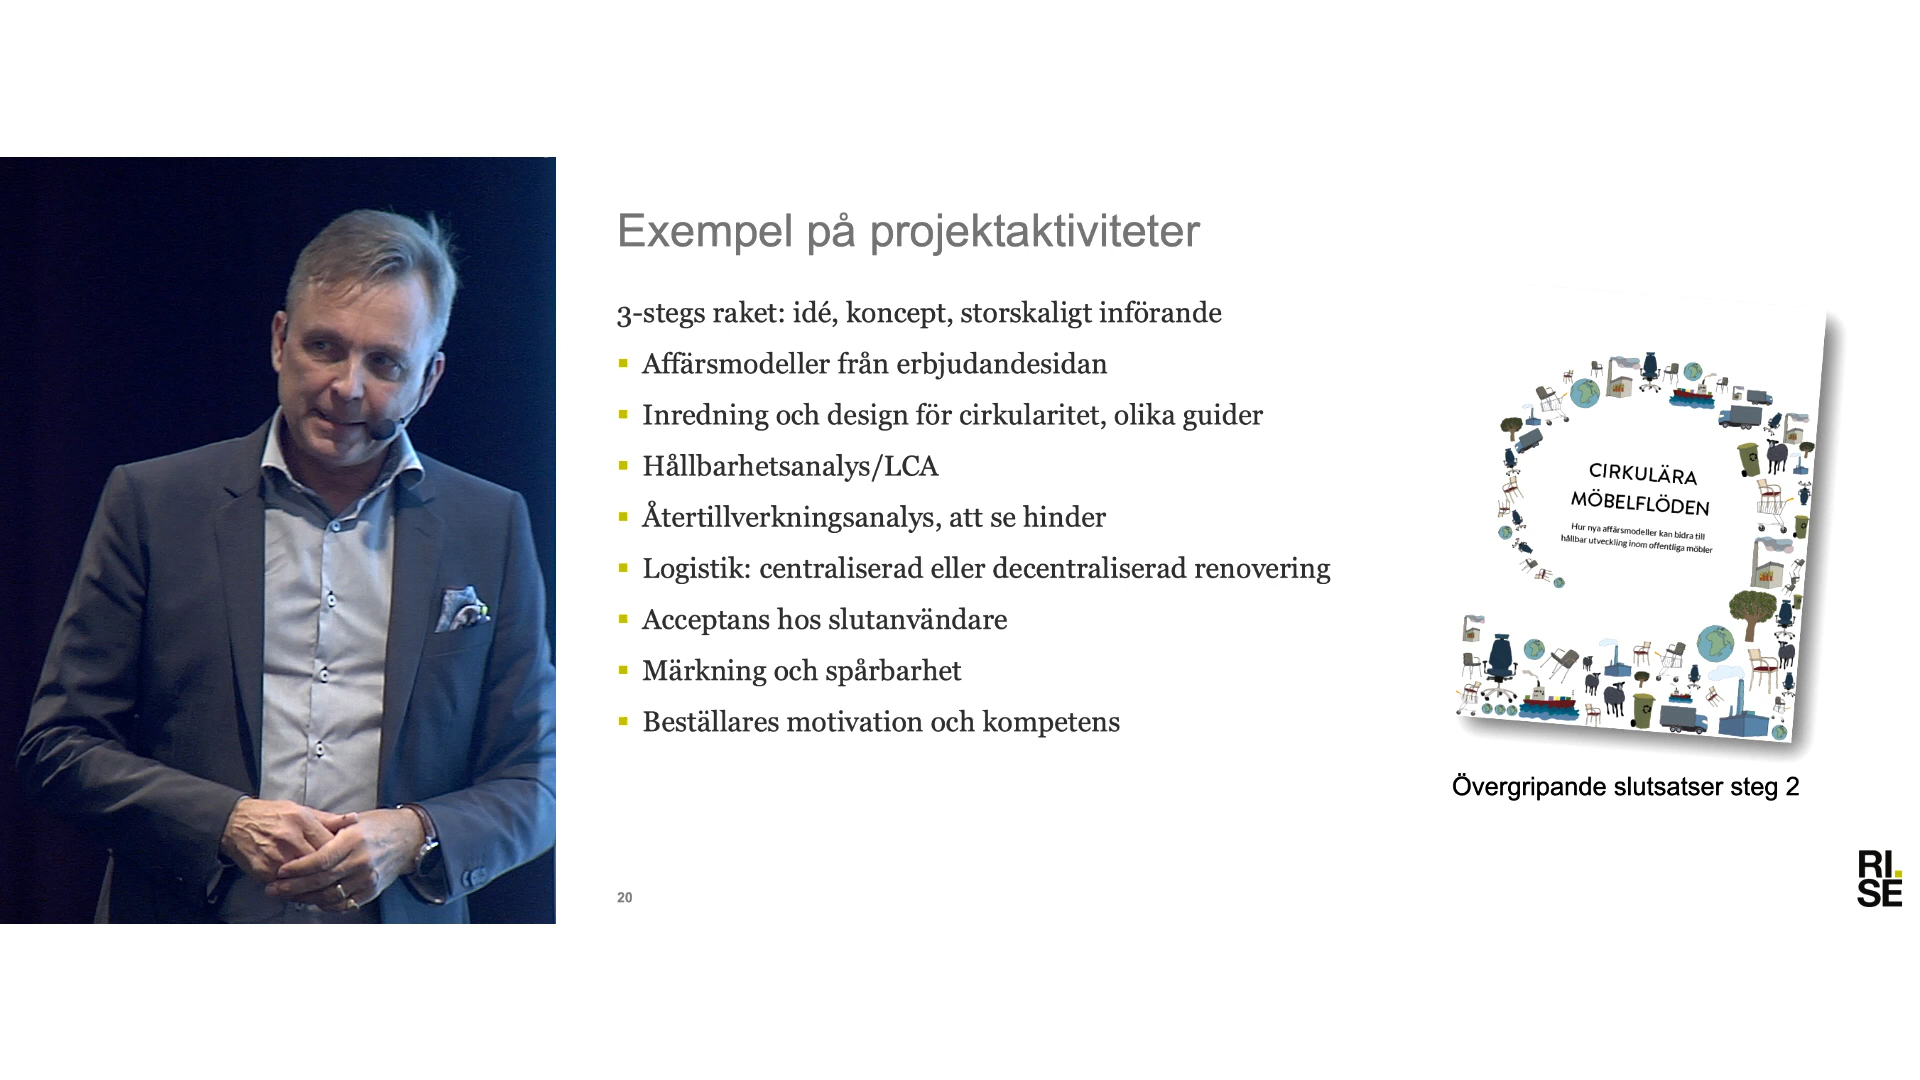 Exempel på projektaktiviteter
3-stegs raket: idé, koncept, storskaligt införande
Affärsmodeller från erbjudandesidan
Inredning och design för cirkularitet, olika guider
Hållbarhetsanalys/LCA
Återtillverkningsanalys, att se hinder
Logistik: centraliserad eller decentraliserad renovering
Acceptans hos slutanvändare
Märkning och spårbarhet
Beställares motivation och kompetens
CIRKULÄRA
MÖBELFLÖDEN
Hur nya affärsmodeller kan bidra till
hållbar utveckling inom offentliga möbler
Övergripande slutsatser steg 2
20
RI.
SE